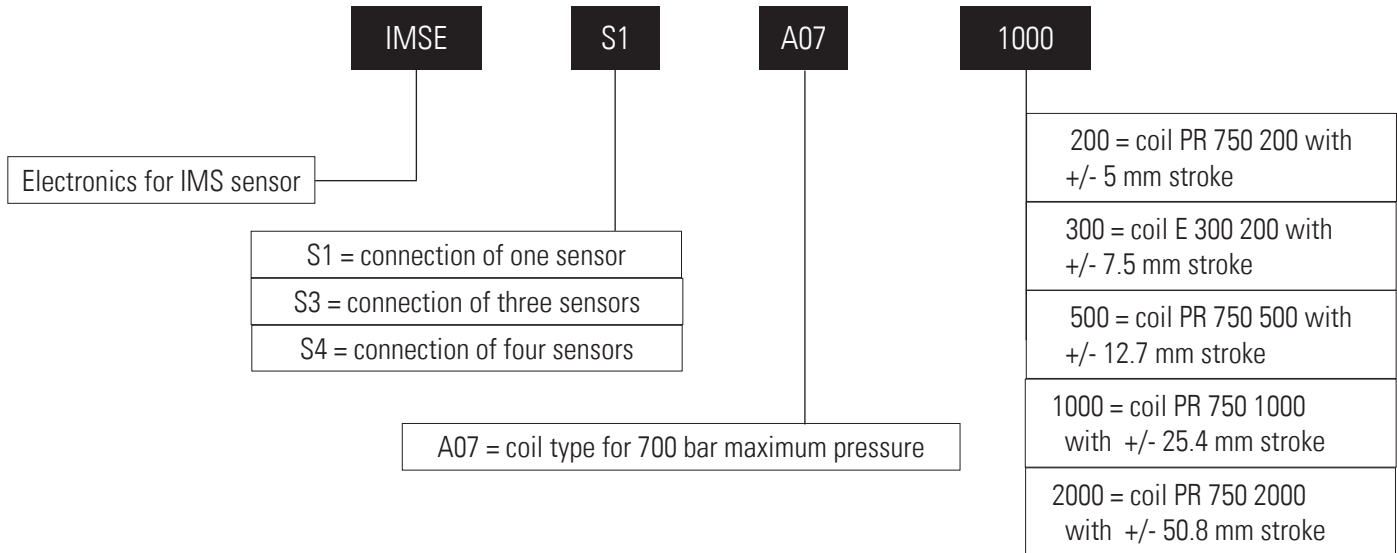 IMSE S1 A07 1000
Electronics for IMS sensor
S1 = connection of one sensor
S3 = connection of three sensors
S4 = connection of four sensors
A07 = coil type for 700 bar maximum pressure
200 = coil PR 750 200 with
+/- 5 mm stroke
300 = coil E 300 200 with
+/- 7.5 mm stroke
500 = coil PR 750 500 with
+/- 12.7 mm stroke
1000 = coil PR 750 1000
with +/- 25.4 mm stroke
2000 = coil PR 750 2000
with +/- 50.8 mm stroke